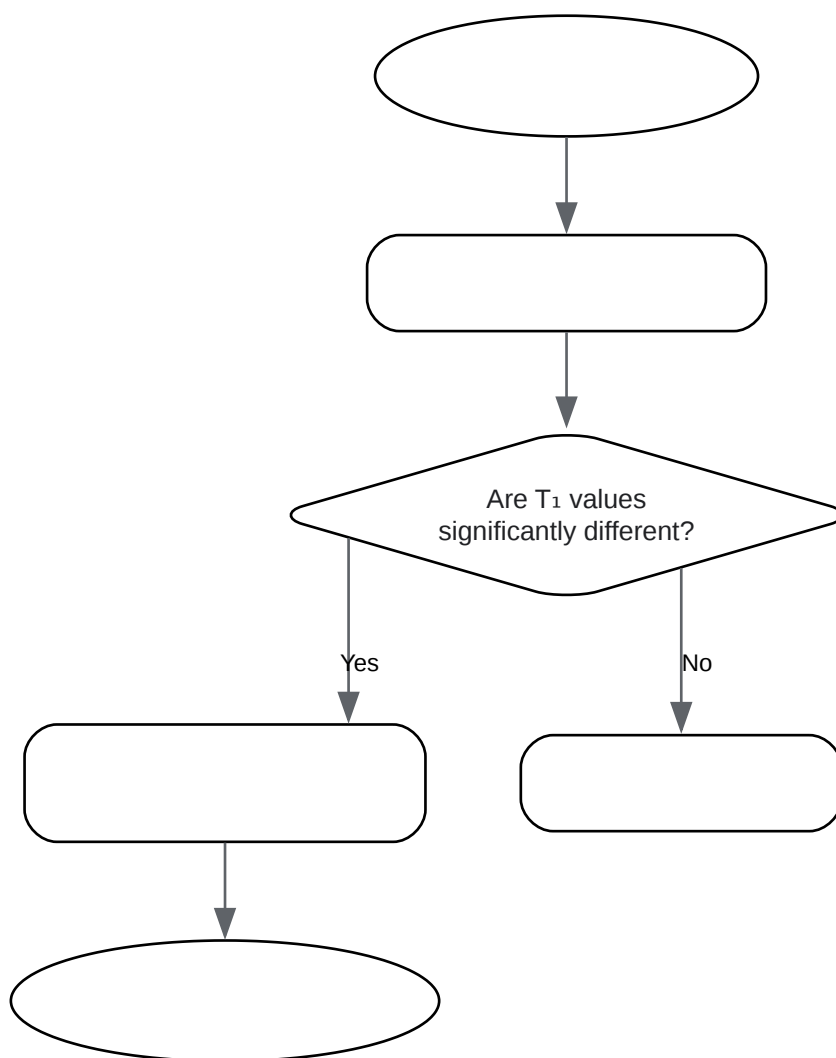 Are T₁ values
significantly different?
Yes
No